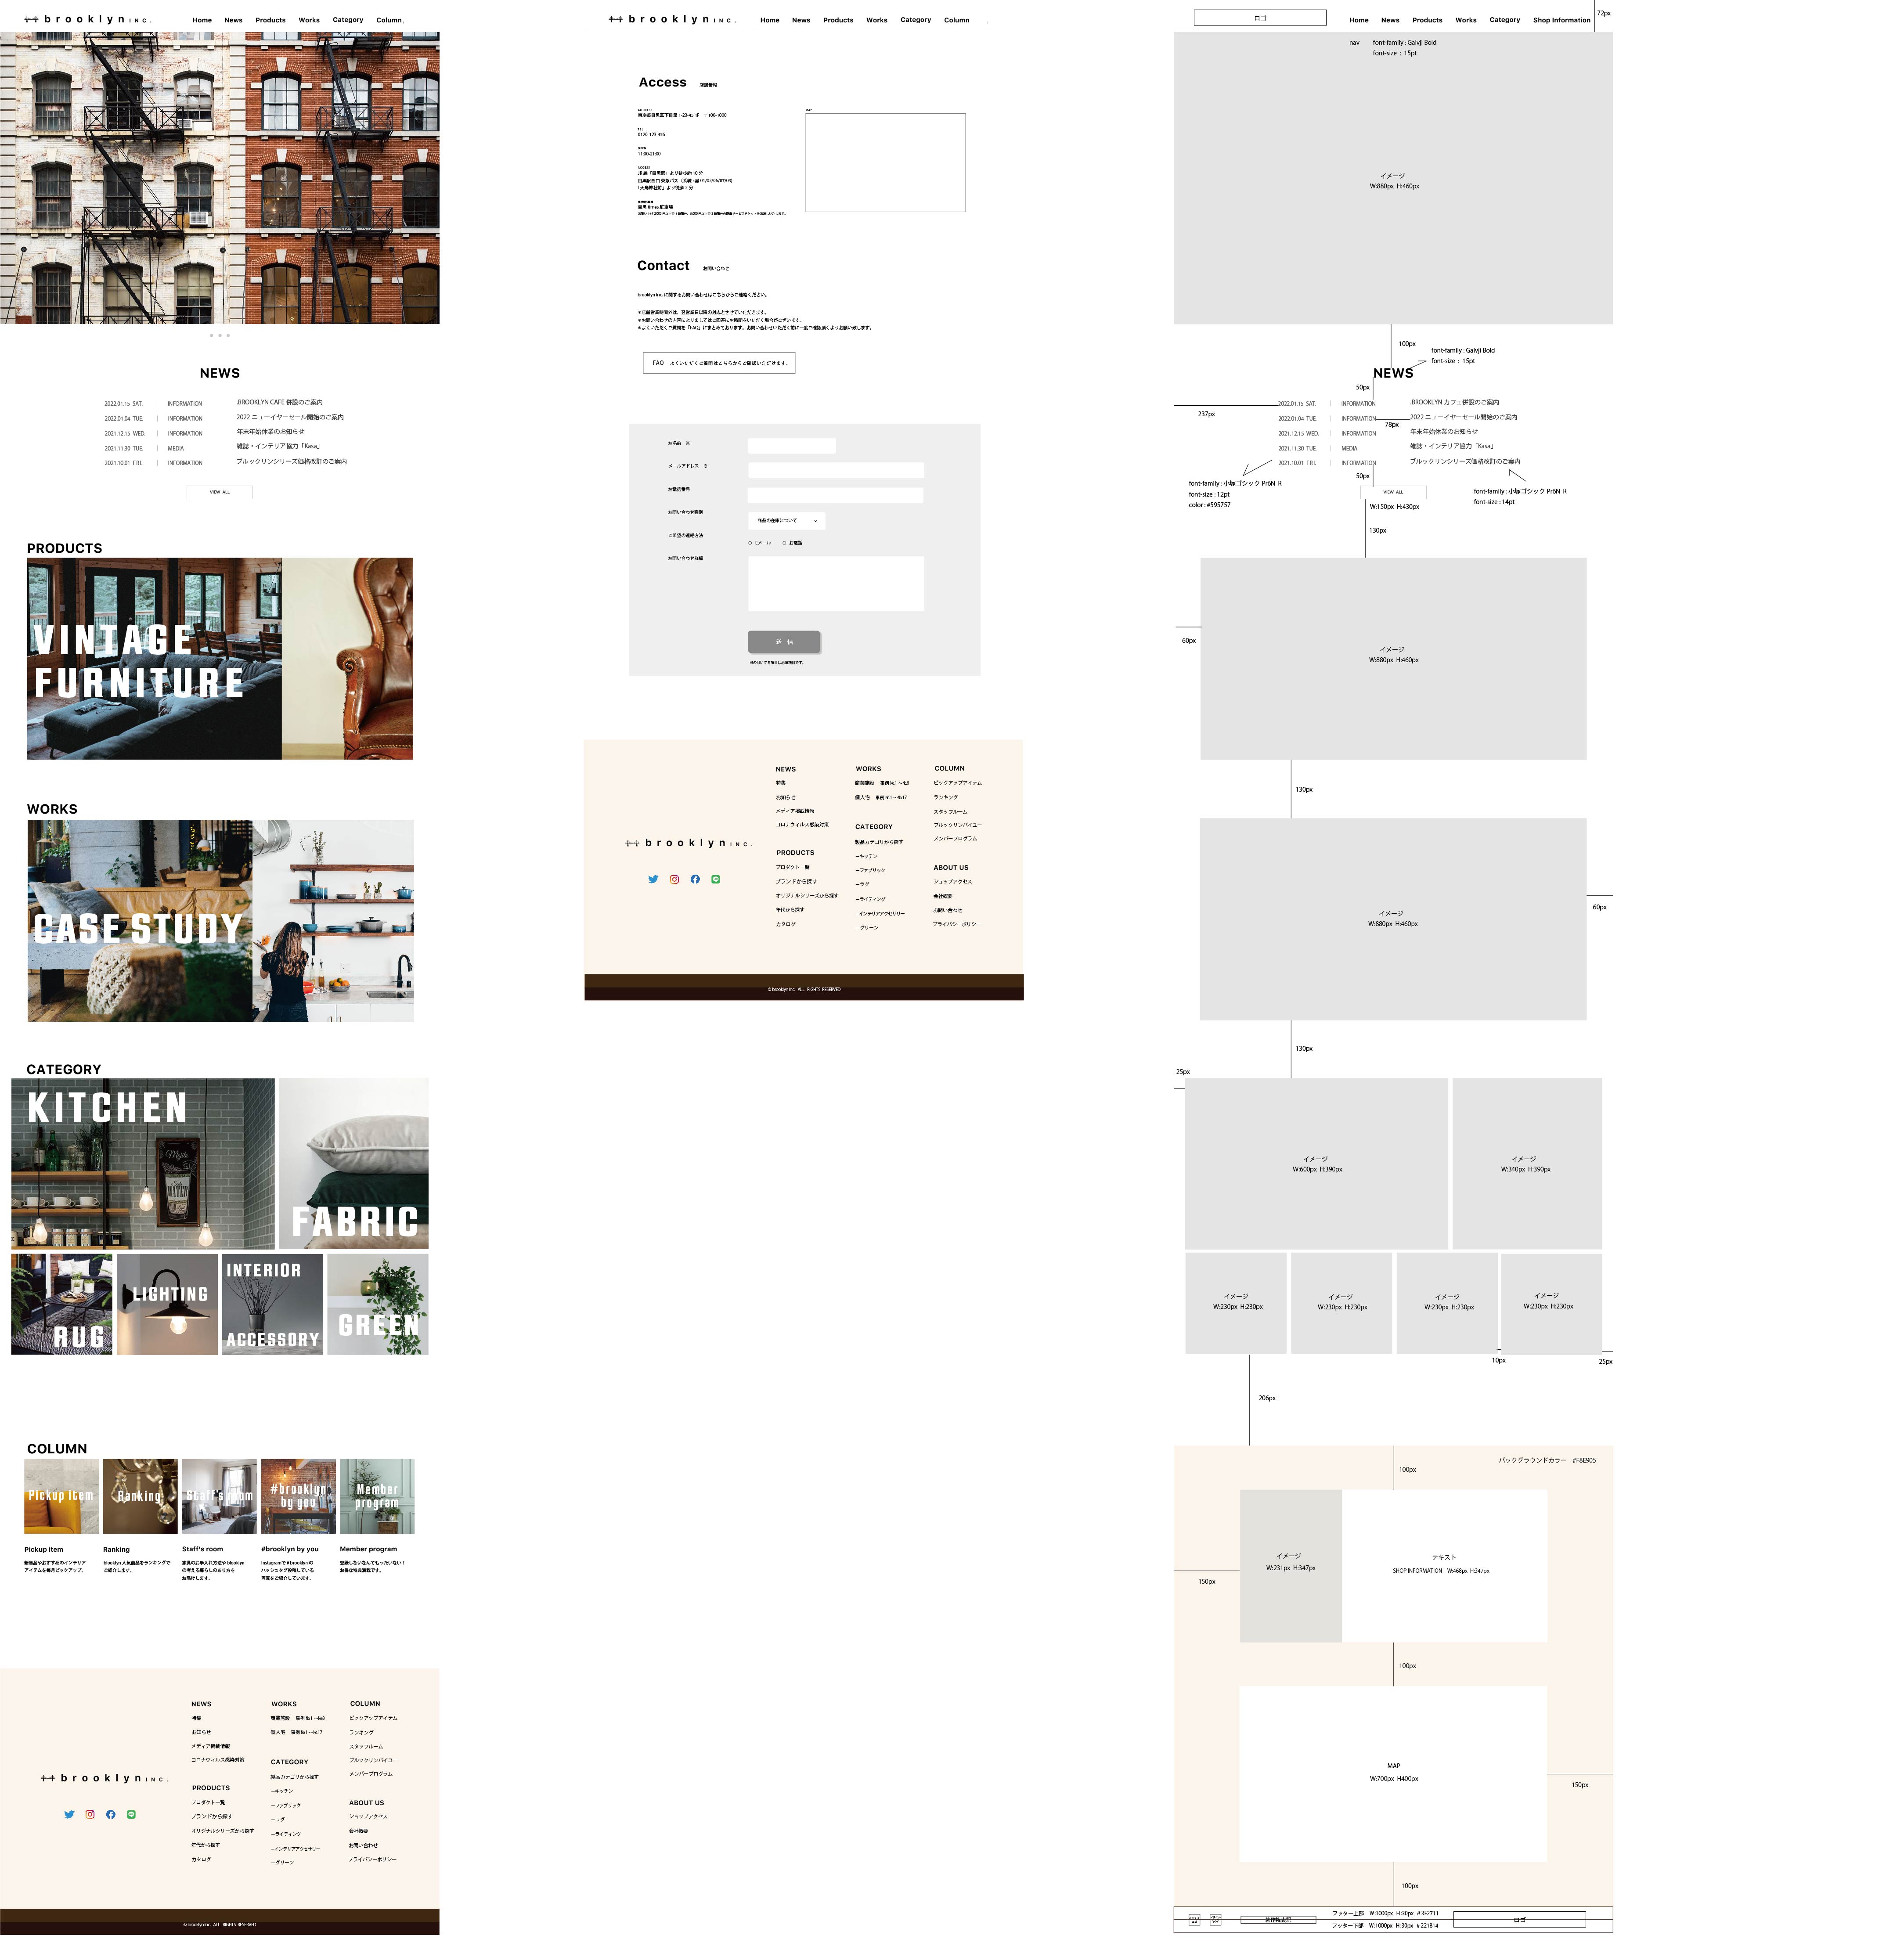 brooklyn INC.
Home News Products Works Category Column
NEWS
2022.01.15 SAT. INFORMATION .BROOKLYN CAFE 併設のご案内
2022.01.04 TUE. INFORMATION 2022 ニューイヤーセール開始のご案内
2021.12.15 WED. INFORMATION 年末年始休業のお知らせ
2021.11.30 TUE. MEDIA 雑誌・インテリア協力「Kasa」
2021.10.01 FRI. INFORMATION ブルックリンシリーズ価格改訂のご案内
VIEW ALL
PRODUCTS
VINTAGE
FURNITURE
WORKS
CASE STUDY
CATEGORY
KITCHEN
FABRIC
RUG
LIGHTING
INTERIOR
ACCESSORY
GREEN
COLUMN
Pickup item
Ranking
Staff's room
#brooklyn
by you
Member
program
Pickup item
新商品やおすすめのインテリア
アイテムを毎月ピックアップ。
Ranking
blooklyn 人気商品をランキングで
ご紹介します。
Staff's room
家具のお手入れ方法や blooklyn
の考える暮らしのあり方を
お届けします。
#brooklyn by you
Instagramで # brooklyn の
ハッシュタグ投稿している
写真をご紹介しています。
Member program
登録しないなんてもったいない！
お得な特典満載です。
brooklyn INC.
NEWS
特集
お知らせ
メディア掲載情報
コロナウィルス感染対策
PRODUCTS
プロダクト一覧
ブランドから探す
オリジナルシリーズから探す
年代から探す
カタログ
WORKS
商業施設 事例 №1 〜№8
個人宅 事例 №1 〜№17
CATEGORY
製品カテゴリから探す
ーキッチン
ーファブリック
ーラグ
ーライティング
ーインテリアアクセサリー
ーグリーン
COLUMN
ピックアップアイテム
ランキング
スタッフルーム
ブルックリンバイユー
メンバープログラム
ABOUT US
ショップアクセス
会社概要
お問い合わせ
プライバシーポリシー
© brooklyn inc. ALL RIGHTS RESERVED
brooklyn INC.
Home News Products Works Category Column
Access 店舗情報
ADDRESS
東京都目黒区下目黒 1-23-45 1F 〒100-1000
TEL
0120-123-456
OPEN
11:00-21:00
ACCESS
JR 線「目黒駅」より徒歩約 10 分
目黒駅西口 東急バス（系統 : 黒 01/02/06/07/09）
「大鳥神社前」より徒歩 2 分
目黒 times 駐車場
MAP
Contact お問い合わせ
brooklyn inc. に関するお問い合わせはこちらからご連絡ください。
＊店舗営業時間外は、翌営業日以降の対応とさせていただきます。
＊お問い合わせの内容によりましてはご回答にお時間をいただく場合がございます。
＊よくいただくご質問を「FAQ」にまとめております。お問い合わせいただく前に一度ご確認頂くようお願い致します。
FAQ よくいただくご質問はこちらからご確認いただけます。
お名前 ※
メールアドレス ※
お電話番号
お問い合わせ種別
商品の在庫について
ご希望の連絡方法
Eメール お電話
お問い合わせ詳細
送 信
※の付いてる項目は必須項目です。
brooklyn INC.
NEWS
特集
お知らせ
メディア掲載情報
コロナウィルス感染対策
PRODUCTS
プロダクト一覧
ブランドから探す
オリジナルシリーズから探す
年代から探す
カタログ
WORKS
商業施設 事例 №1 〜№8
個人宅 事例 №1 〜№17
CATEGORY
製品カテゴリから探す
ーキッチン
ーファブリック
ーラグ
ーライティング
ーインテリアアクセサリー
ーグリーン
COLUMN
ピックアップアイテム
ランキング
スタッフルーム
ブルックリンバイユー
メンバープログラム
ABOUT US
ショップアクセス
会社概要
お問い合わせ
プライバシーポリシー
© brooklyn inc. ALL RIGHTS RESERVED
ロゴ
Home News Products Works Category Shop Information
72px
nav font-family : Galvji Bold
font-size : 15pt
イメージ
W:880px H:460px
100px
font-family : Galvji Bold
font-size : 15pt
NEWS
50px
237px
2022.01.15 SAT. INFORMATION .BROOKLYN カフェ併設のご案内
2022.01.04 TUE. INFORMATION 2022 ニューイヤーセール開始のご案内
78px
2021.12.15 WED. INFORMATION 年末年始休業のお知らせ
2021.11.30 TUE. MEDIA 雑誌・インテリア協力「Kasa」
2021.10.01 FRI. INFORMATION ブルックリンシリーズ価格改訂のご案内
50px
font-family : 小塚ゴシック Pr6N R
font-size : 12pt
color : #595757
VIEW ALL
W:150px H:430px
font-family : 小塚ゴシック Pr6N R
font-size : 14pt
130px
60px
イメージ
W:880px H:460px
130px
イメージ
W:880px H:460px
60px
130px
25px
イメージ
W:600px H:390px
イメージ
W:340px H:390px
イメージ
W:230px H:230px
イメージ
W:230px H:230px
イメージ
W:230px H:230px
イメージ
W:230px H:230px
10px
25px
206px
バックグラウンドカラー #F8E905
100px
イメージ
W:231px H:347px
テキスト
SHOP INFORMATION W:468px H:347px
150px
100px
MAP
W:700px H400px
150px
100px
著作権表記
フッター上部 W:1000px H:30px #3F2711
フッター下部 W:1000px H:30px #221814
ロゴ